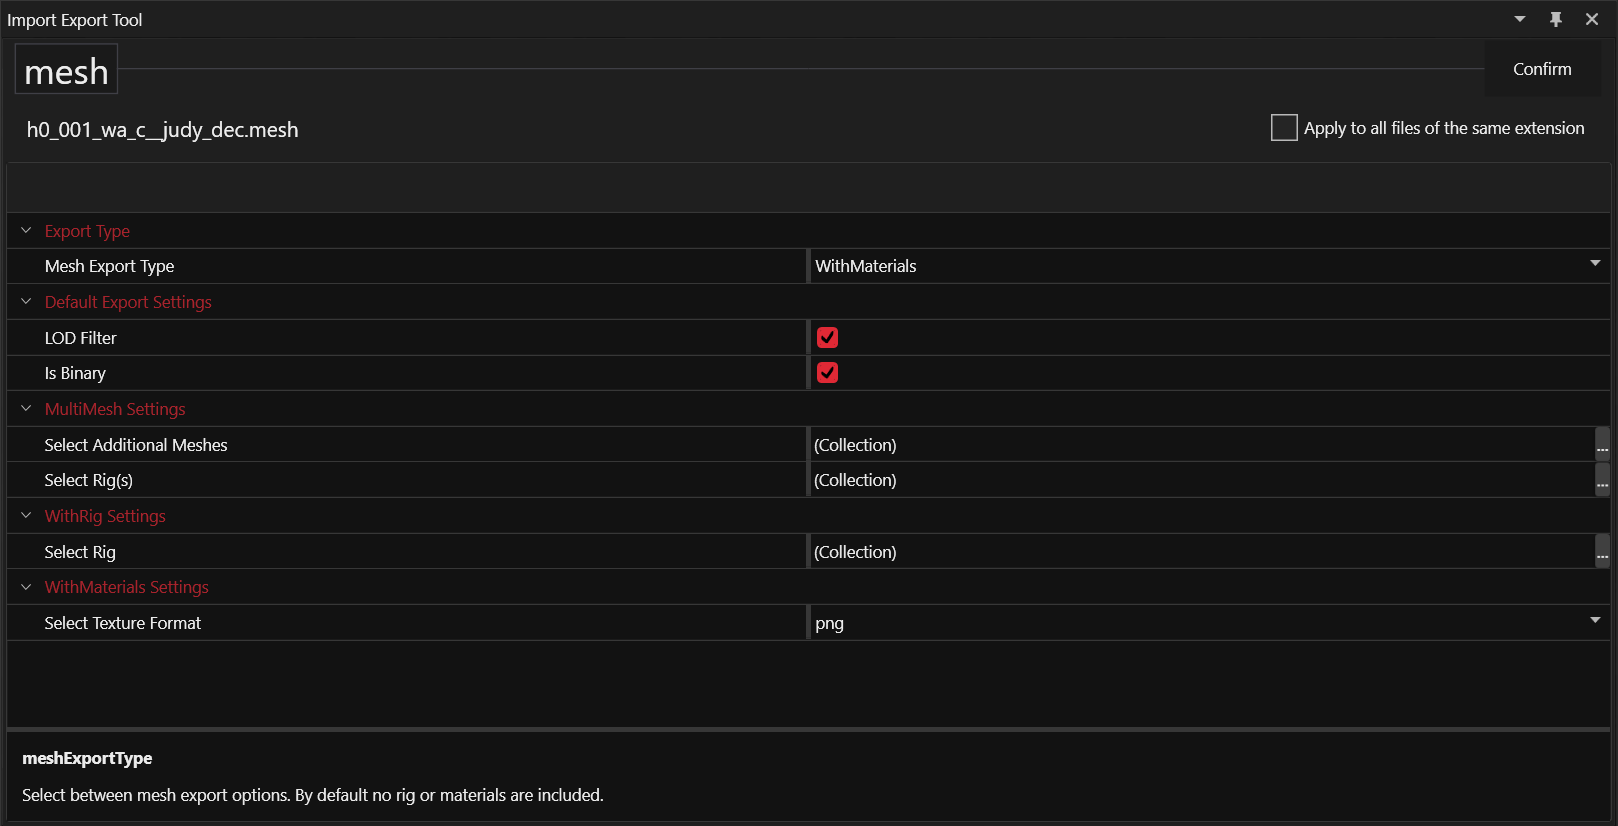 Import Export Tool
mesh
Confirm
h0_001_wa_c__judy_dec.mesh
Apply to all files of the same extension
Export Type
Mesh Export Type WithMaterials
Default Export Settings
LOD Filter
Is Binary
MultiMesh Settings
Select Additional Meshes (Collection) ...
Select Rig(s) (Collection) ...
WithRig Settings
Select Rig (Collection) ...
WithMaterials Settings
Select Texture Format png
meshExportType
Select between mesh export options. By default no rig or materials are included.